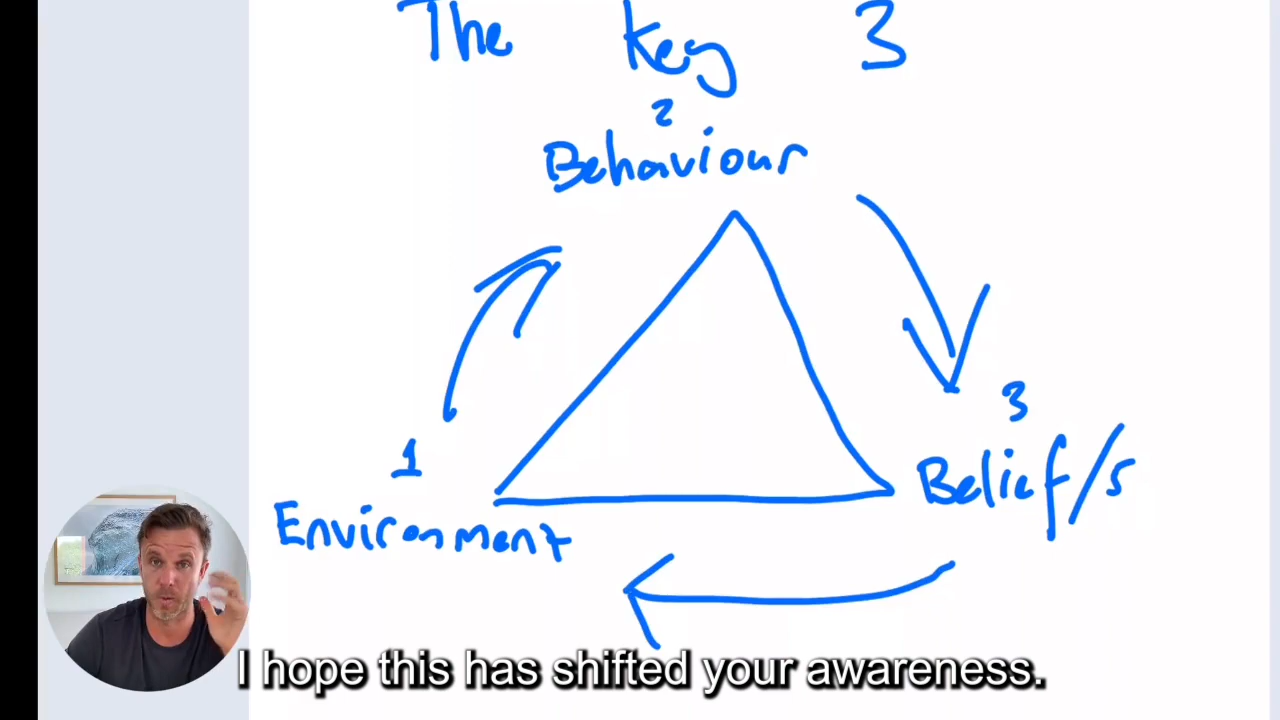 The Key 3
2
Behaviour
3
1
Belief/s
Environment
I hope this has shifted your awareness.